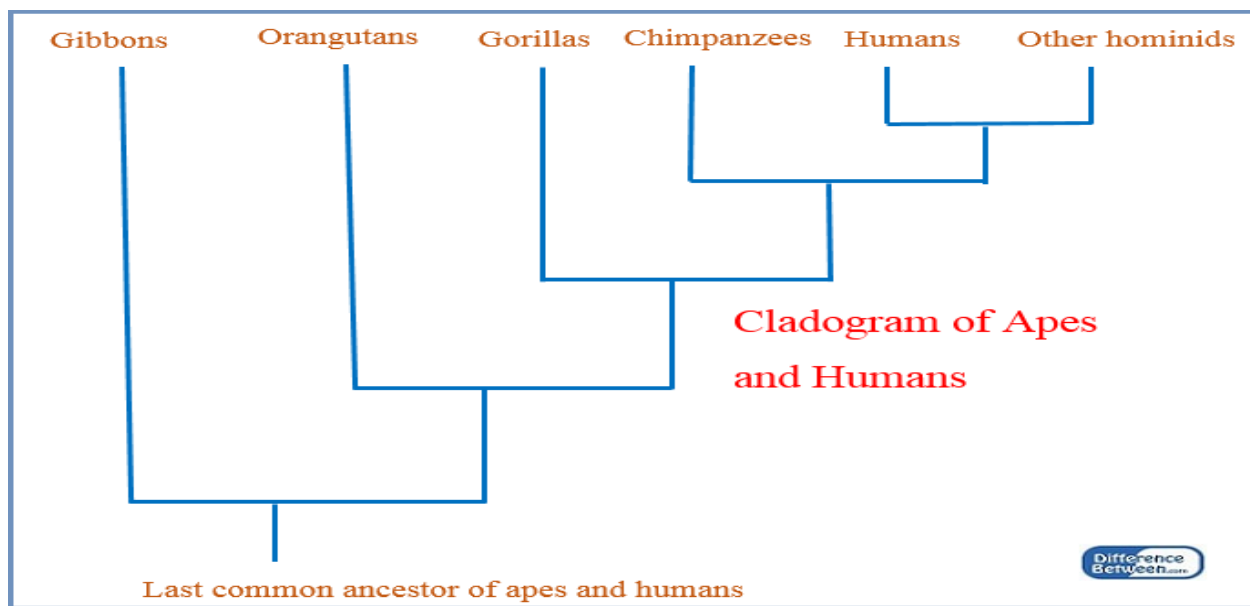 Gibbons Orangutans Gorillas Chimpanzees Humans Other hominids
Cladogram of Apes
and Humans
Difference
Between.com
Last common ancestor of apes and humans